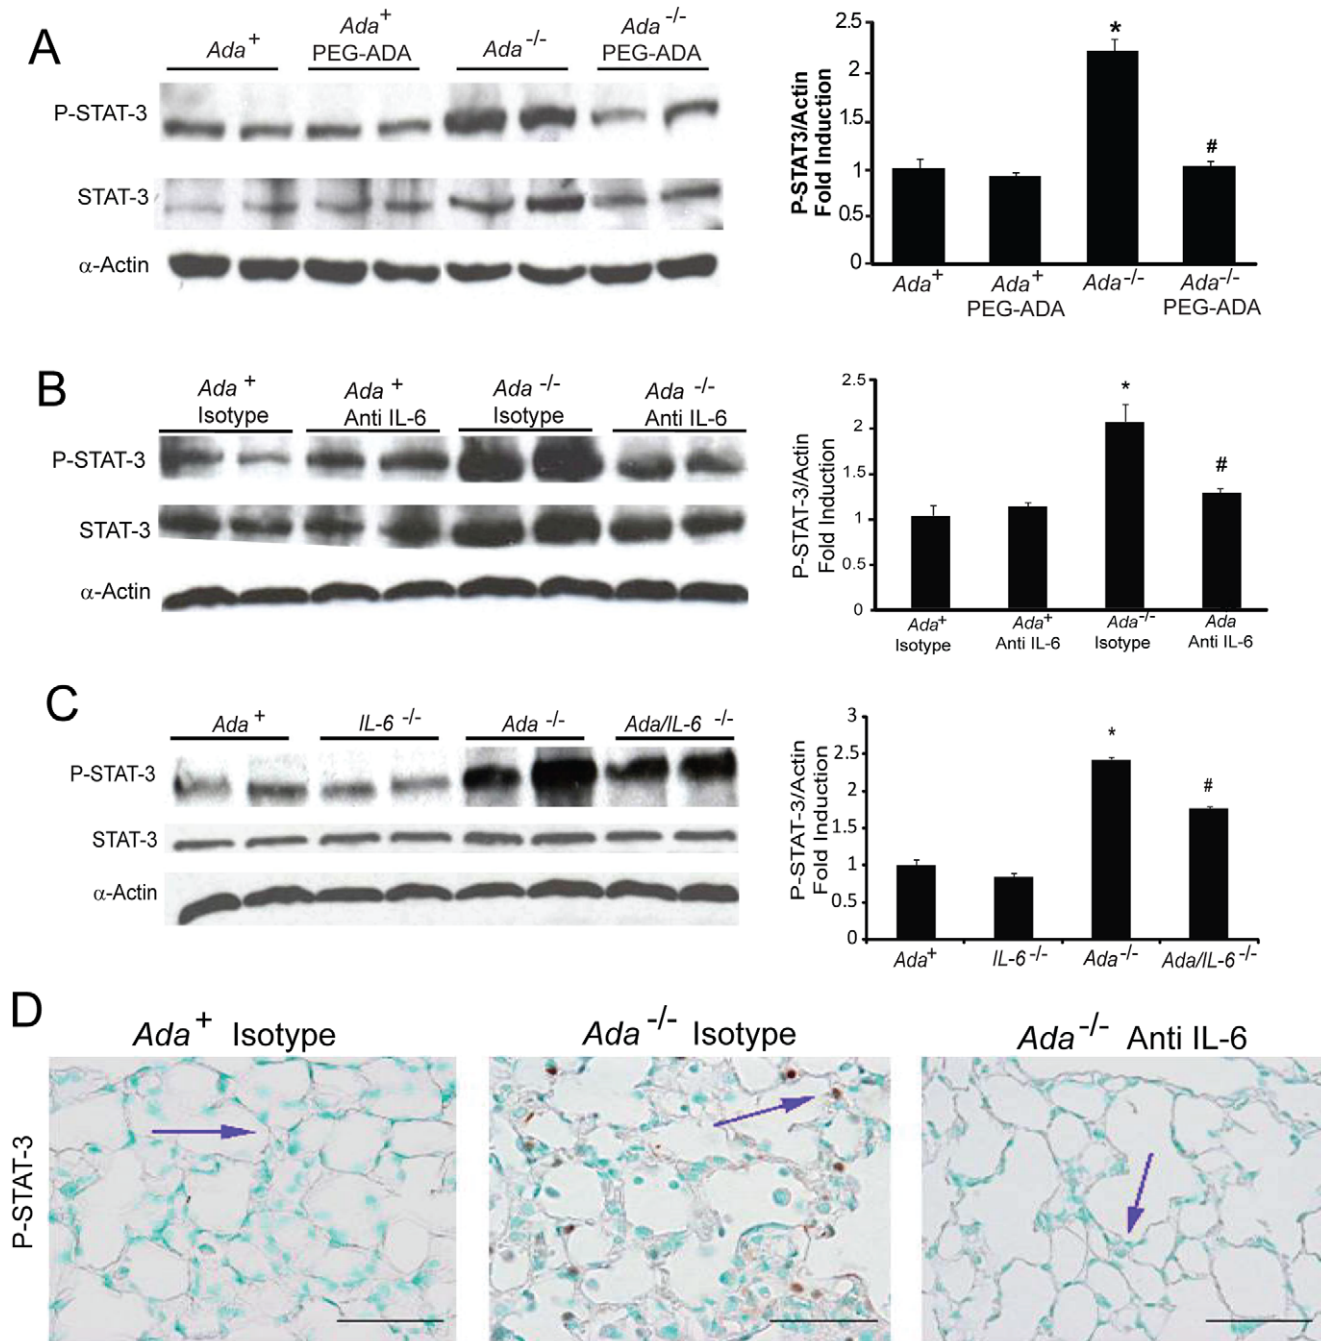 A
Ada+
Ada+
PEG-ADA
Ada-/-
Ada-/-
PEG-ADA
P-STAT-3
STAT-3
α-Actin
P-STAT3/Actin
Fold Induction
2.5
2
1.5
1
0.5
0
*
#
Ada+
Ada+
PEG-ADA
Ada-/-
Ada-/-
PEG-ADA
B
Ada+
Isotype
Ada+
Anti IL-6
Ada-/-
Isotype
Ada-/-
Anti IL-6
P-STAT-3
STAT-3
α-Actin
P-STAT-3/Actin
Fold Induction
2.5
2
1.5
1
0.5
0
*
#
Ada+
Isotype
Ada+
Anti IL-6
Ada-/-
Isotype
Ada
Anti IL-6
C
Ada+
IL-6-/-
Ada-/-
Ada/IL-6-/-
P-STAT-3
STAT-3
α-Actin
P-STAT-3/Actin
Fold Induction
3
2.5
2
1.5
1
0.5
0
*
#
Ada+
IL-6-/-
Ada-/-
Ada/IL-6-/-
D
Ada+ Isotype
Ada-/- Isotype
Ada-/- Anti IL-6
P-STAT-3